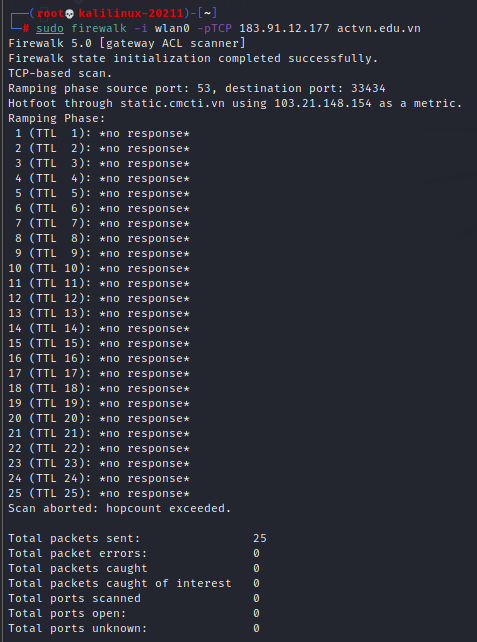 (root💀kalilinux-20211)-[~]
# sudo firewalk -i wlan0 -pTCP 183.91.12.177 actvn.edu.vn
Firewalk 5.0 [gateway ACL scanner]
Firewalk state initialization completed successfully.
TCP-based scan.
Ramping phase source port: 53, destination port: 33434
Hotfoot through static.cmcti.vn using 103.21.148.154 as a metric.
Ramping Phase:
 1 (TTL  1): *no response*
 2 (TTL  2): *no response*
 3 (TTL  3): *no response*
 4 (TTL  4): *no response*
 5 (TTL  5): *no response*
 6 (TTL  6): *no response*
 7 (TTL  7): *no response*
 8 (TTL  8): *no response*
 9 (TTL  9): *no response*
10 (TTL 10): *no response*
11 (TTL 11): *no response*
12 (TTL 12): *no response*
13 (TTL 13): *no response*
14 (TTL 14): *no response*
15 (TTL 15): *no response*
16 (TTL 16): *no response*
17 (TTL 17): *no response*
18 (TTL 18): *no response*
19 (TTL 19): *no response*
20 (TTL 20): *no response*
21 (TTL 21): *no response*
22 (TTL 22): *no response*
23 (TTL 23): *no response*
24 (TTL 24): *no response*
25 (TTL 25): *no response*
Scan aborted: hopcount exceeded.

Total packets sent:                25
Total packet errors:               0
Total packets caught               0
Total packets caught of interest   0
Total ports scanned                0
Total ports open:                  0
Total ports unknown:               0